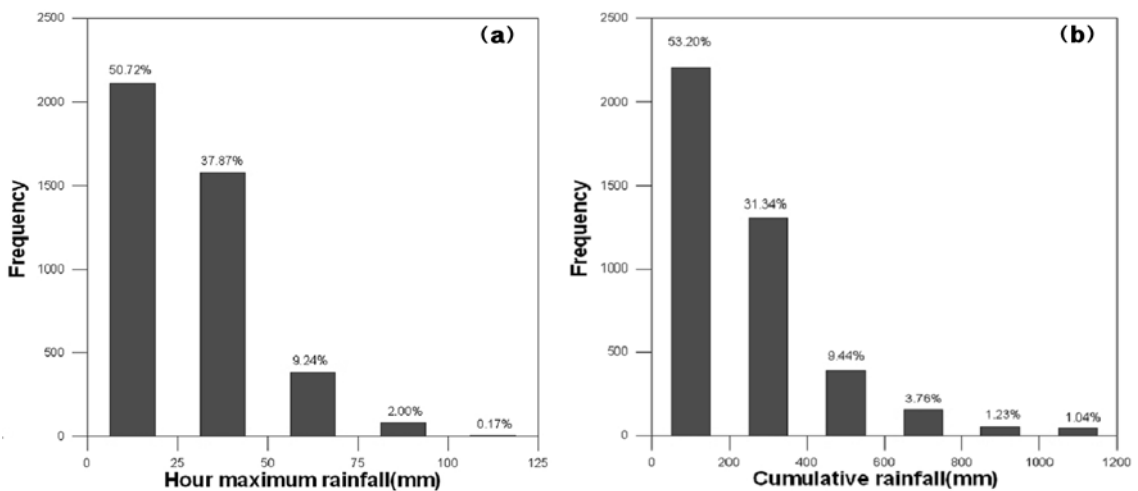 (a)
Frequency
2500
2000
1500
1000
500
0
50.72%
37.87%
9.24%
2.00%
0.17%
0 25 50 75 100 125
Hour maximum rainfall(mm)
(b)
Frequency
2500
2000
1500
1000
500
0
53.20%
31.34%
9.44%
3.76%
1.23%
1.04%
0 200 400 600 800 1000 1200
Cumulative rainfall(mm)